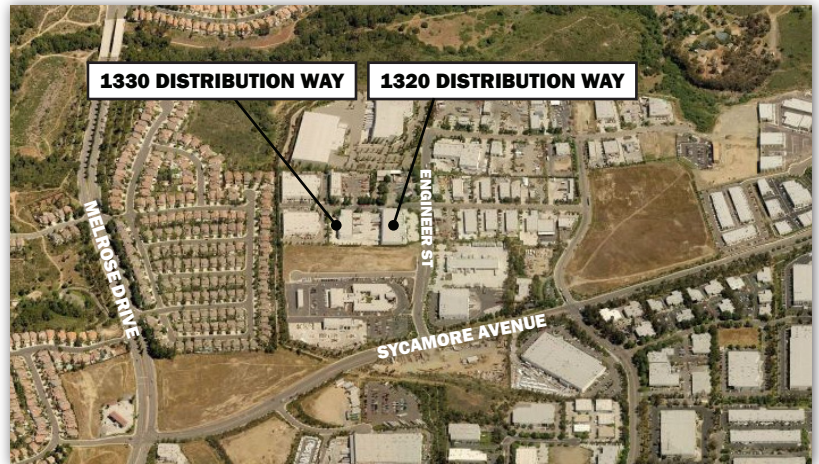 1330 DISTRIBUTION WAY
1320 DISTRIBUTION WAY
ENGINEER ST
MELROSE DRIVE
SYCAMORE AVENUE